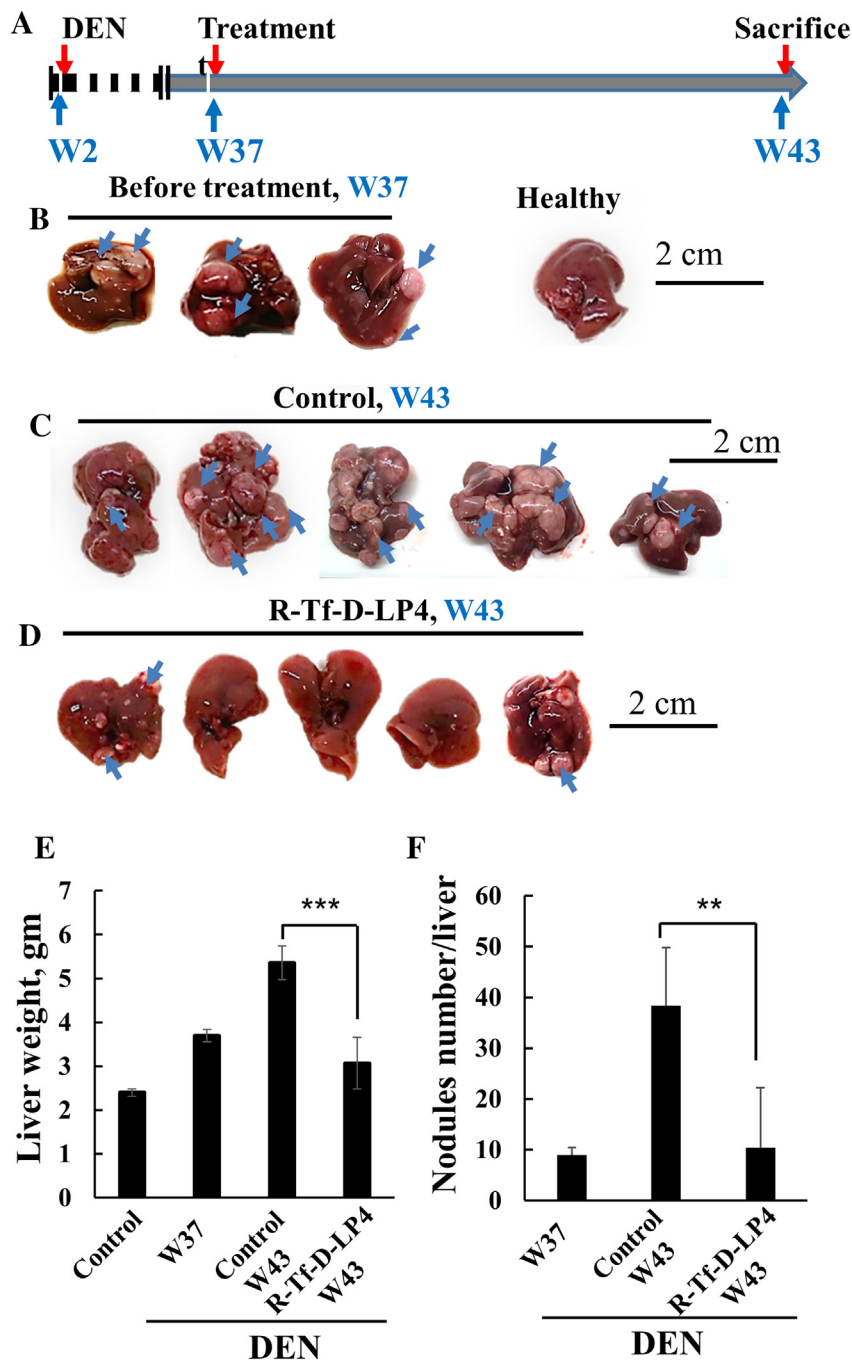 A
DEN
Treatment
t
Sacrifice
W2
W37
W43
Before treatment, W37
Healthy
B
2 cm
Control, W43
C
2 cm
R-Tf-D-LP4, W43
D
2 cm
E
Liver weight, gm
7
6
5
4
3
2
1
0
***
Control
W37
Control
W43
R-Tf-D-LP4
W43
DEN
F
Nodules number/liver
60
50
40
30
20
10
0
**
W37
Control
W43
R-Tf-D-LP4
W43
DEN